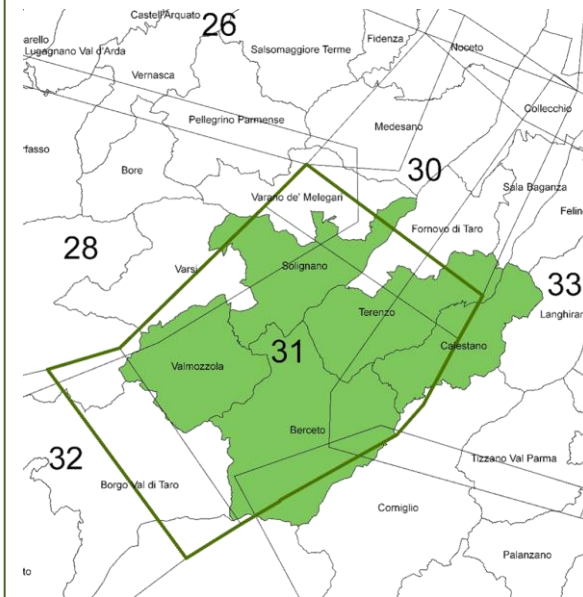 Castell'Arquato
26
Fidenza
arello
Lugagnano Val d'Arda
Salsomaggiore Terme
Noceto
Vernasca
Collecchio
Pellegrino Parmense
Medesano
rfasso
Bore
30
Sala Baganza
Varano de' Melegari
Felin
Fornovo di Taro
28
Varsi
Solignano
33
Terenzo
Langhiran
Calestano
31
Valmozzola
Berceto
32
Tizzano Val Parma
Borgo Val di Taro
Corniglio
Palanzano
to